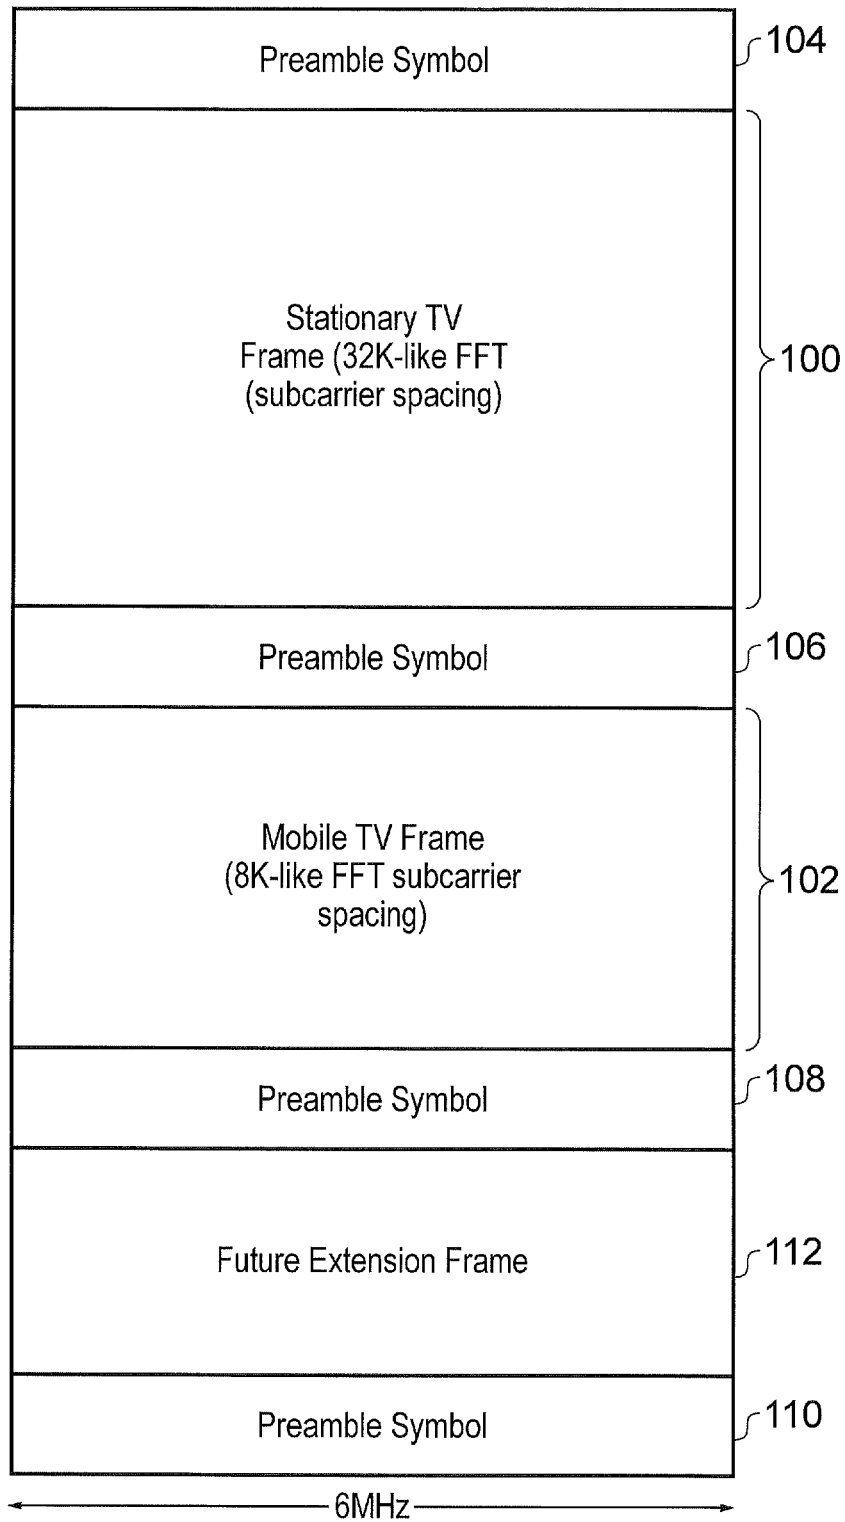 Preamble Symbol
104
Stationary TV
Frame (32K-like FFT
(subcarrier spacing)
100
Preamble Symbol
106
Mobile TV Frame
(8K-like FFT subcarrier
spacing)
102
Preamble Symbol
108
Future Extension Frame
112
Preamble Symbol
110
6MHz